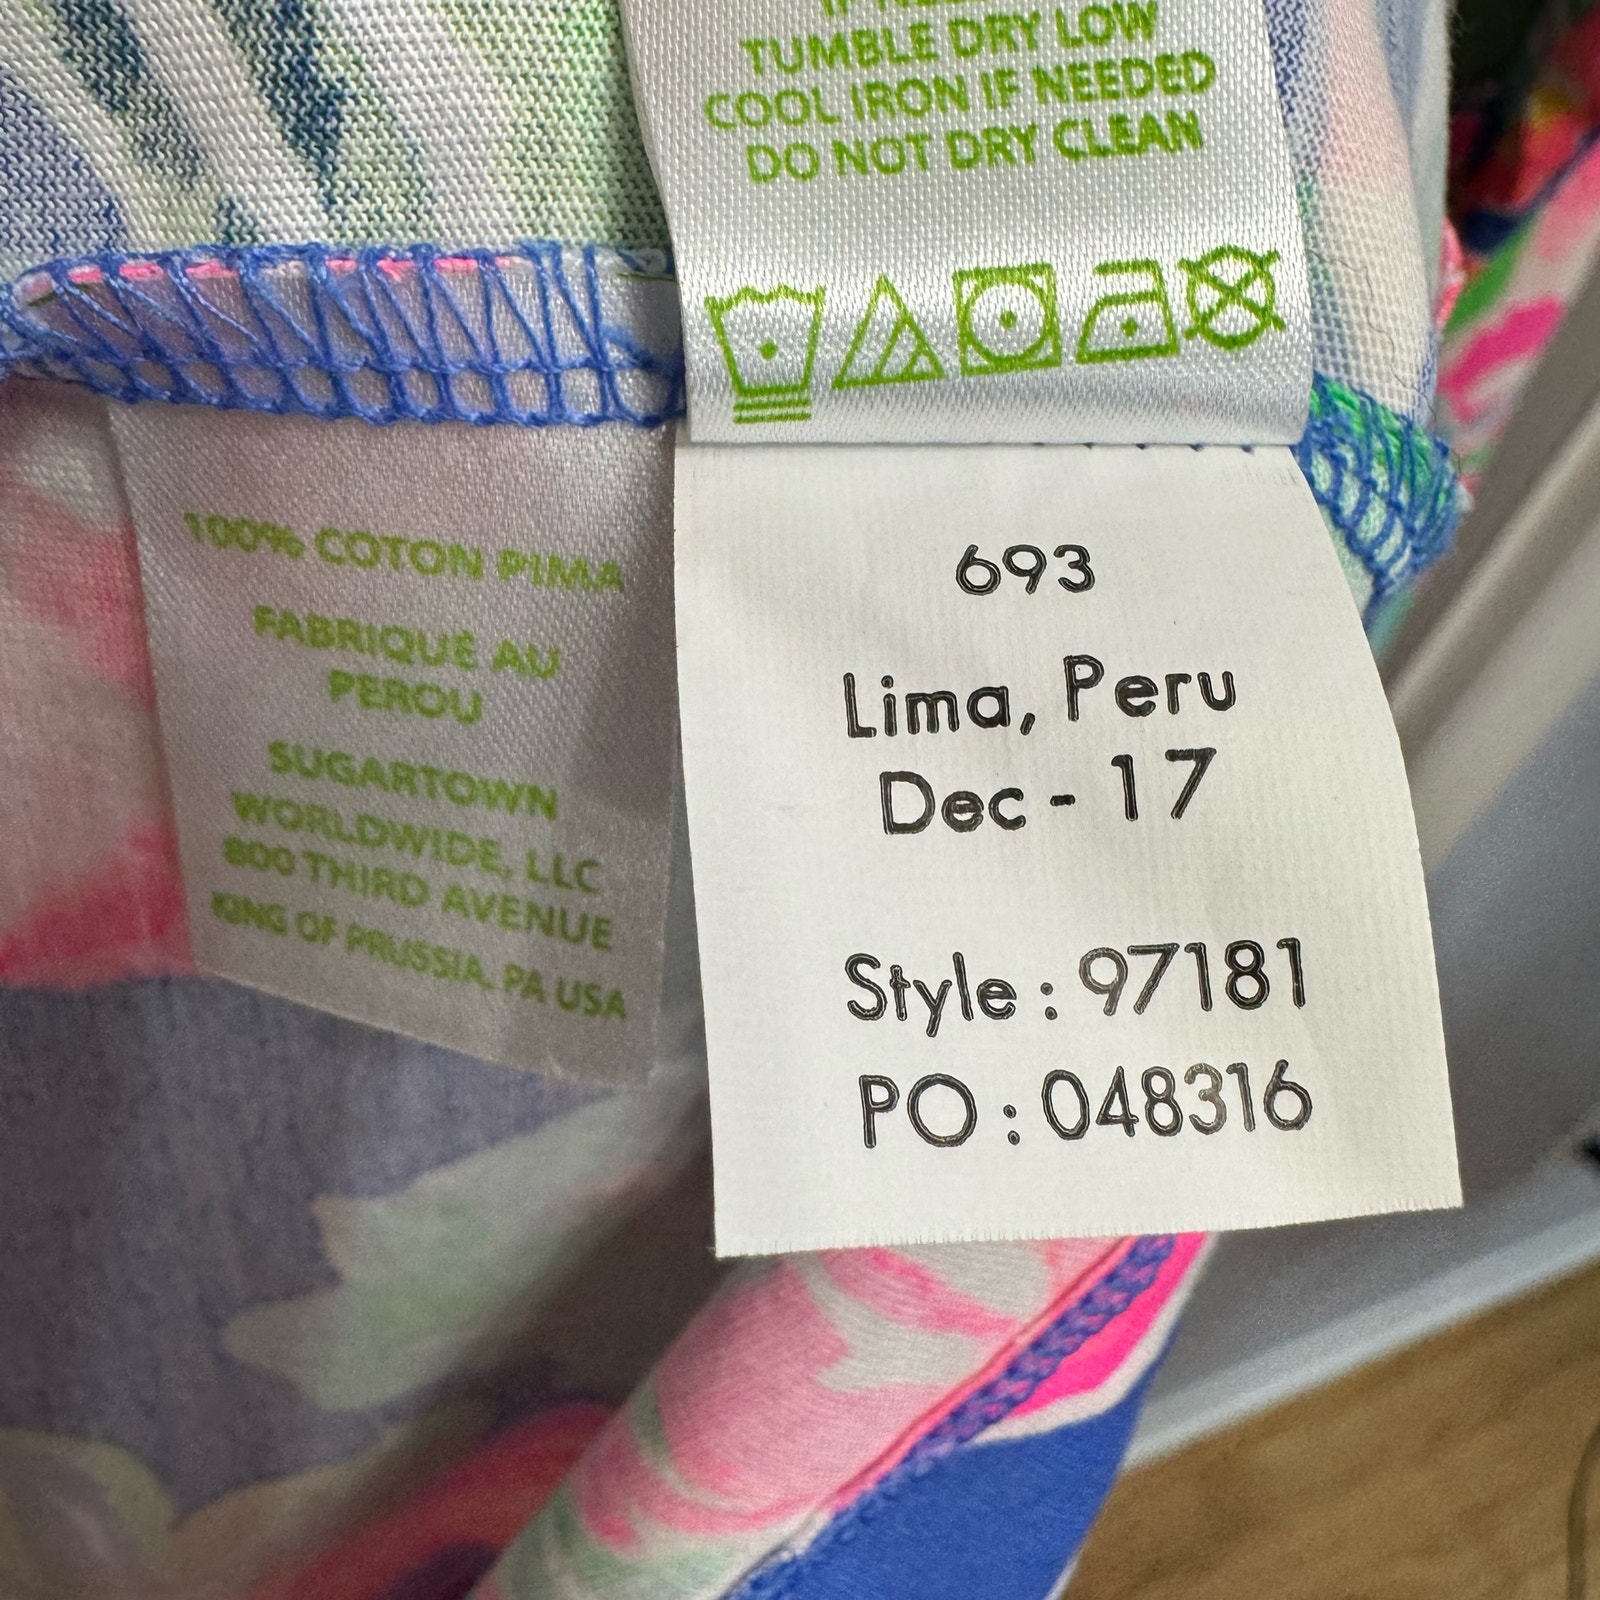 TUMBLE DRY LOW
COOL IRON IF NEEDED
DO NOT DRY CLEAN
100% COTON PIMA
FABRIQUÉ AU
PEROU
SUGARTOWN
WORLDWIDE, LLC
800 THIRD AVENUE
KING OF PRUSSIA, PA USA
693
Lima, Peru
Dec - 17
Style : 97181
PO : 048316